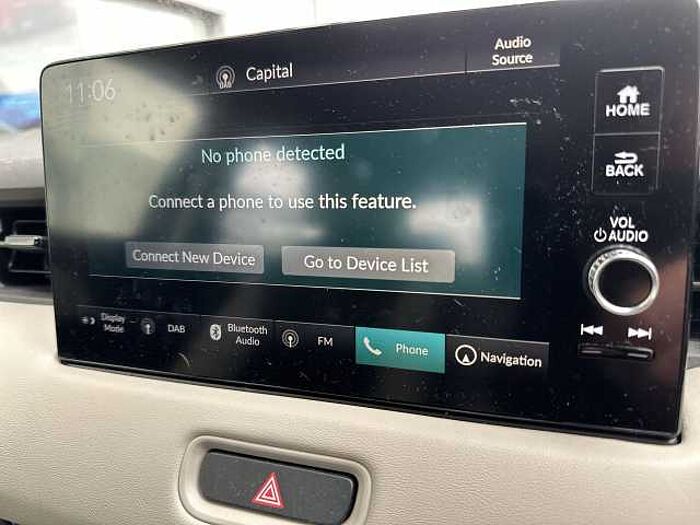 11:06
DAB
Capital
Audio
Source
No phone detected
Connect a phone to use this feature.
Connect New Device
Go to Device List
Display
Mode
DAB
Bluetooth
Audio
FM
Phone
Navigation
HOME
BACK
VOL
AUDIO